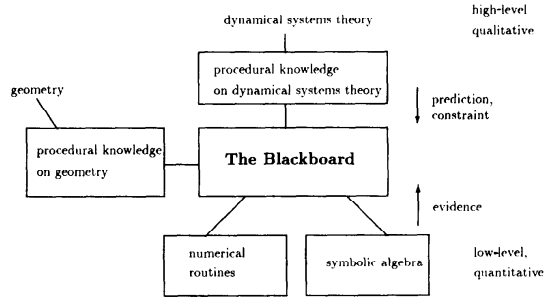 dynamical systems theory
high-level
qualitative
procedural knowledge
on dynamical systems theory
geometry
prediction,
constraint
procedural knowledge
on geometry
The Blackboard
evidence
numerical
routines
symbolic algebra
low-level,
quantitative